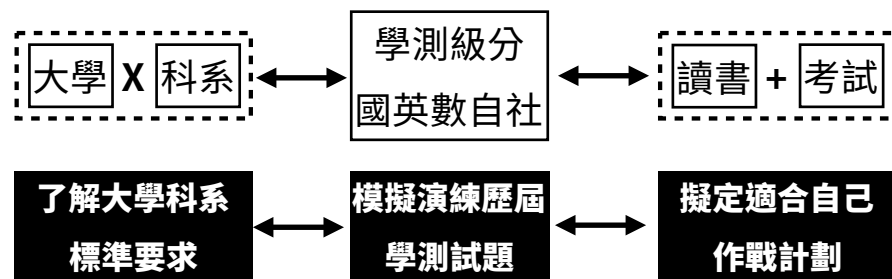 大學 X 科系
學測級分
國英數自社
讀書 + 考試
了解大學科系
標準要求
模擬演練歷屆
學測試題
擬定適合自己
作戰計劃